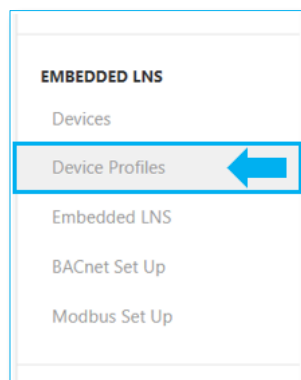 EMBEDDED LNS
Devices
Device Profiles
Embedded LNS
BACnet Set Up
Modbus Set Up